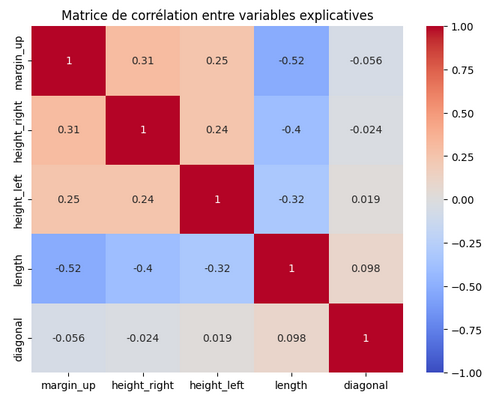 Matrice de corrélation entre variables explicatives
margin_up 1 0.31 0.25 -0.52 -0.056
height_right 0.31 1 0.24 -0.4 -0.024
height_left 0.25 0.24 1 -0.32 0.019
length -0.52 -0.4 -0.32 1 0.098
diagonal -0.056 -0.024 0.019 0.098 1
margin_up height_right height_left length diagonal
1.00
0.75
0.50
0.25
0.00
−0.25
−0.50
−0.75
−1.00